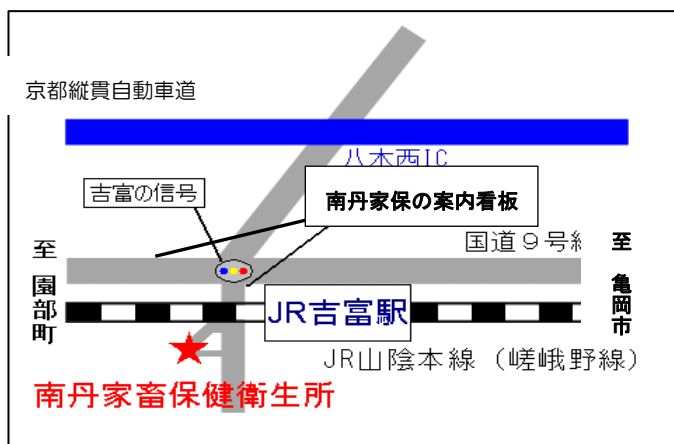 京都縦貫自動車道
八木西IC
吉富の信号
南丹家保の案内看板
国道9号線
至 園部町
至 亀岡市
JR吉富駅
JR山陰本線（嵯峨野線）
南丹家畜保健衛生所